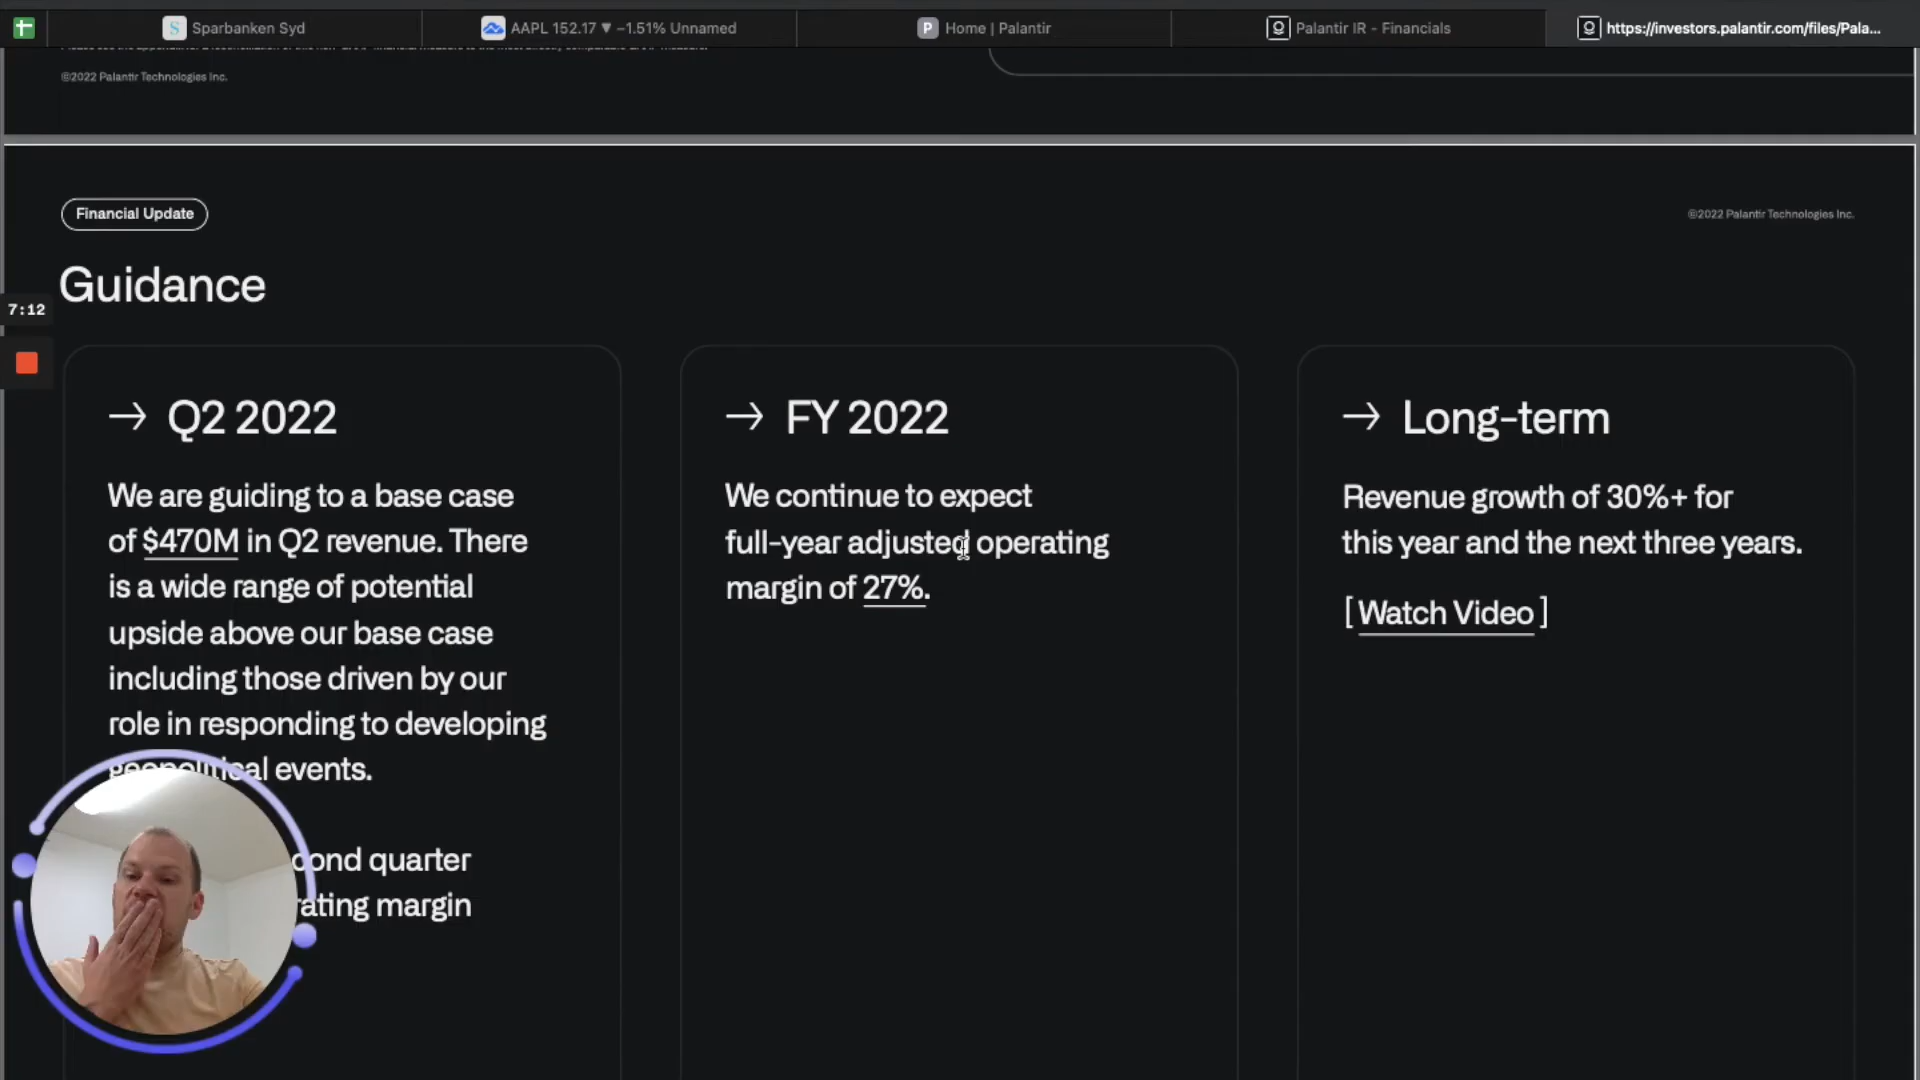 Sparbanken Syd
AAPL 152.17 ▼ −1.51% Unnamed
P Home | Palantir
Palantir IR - Financials
https://investors.palantir.com/files/Pala...
©2022 Palantir Technologies Inc.
Financial Update
©2022 Palantir Technologies Inc.
Guidance
7:12
→ Q2 2022
We are guiding to a base case
of $470M in Q2 revenue. There
is a wide range of potential
upside above our base case
including those driven by our
role in responding to developing
geopolitical events.
cond quarter
rating margin
→ FY 2022
We continue to expect
full-year adjusted operating
margin of 27%.
→ Long-term
Revenue growth of 30%+ for
this year and the next three years.
[Watch Video]